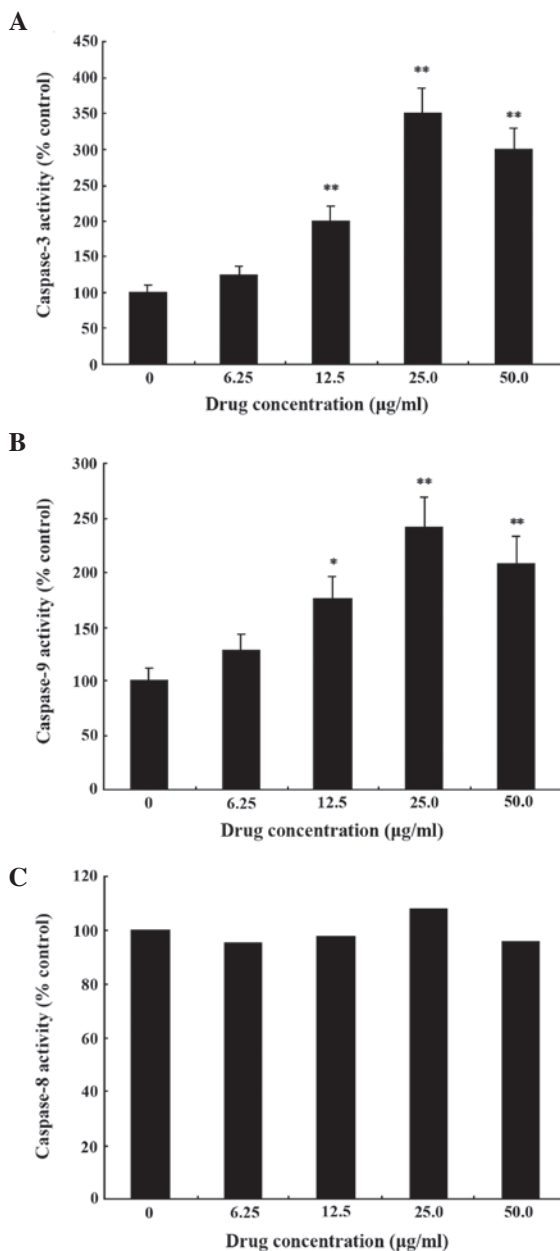 A
Caspase-3 activity (% control)
450
400
350
300
250
200
150
100
50
0
**
**
**
0 6.25 12.5 25.0 50.0
Drug concentration (µg/ml)
B
Caspase-9 activity (% control)
300
250
200
150
100
50
0
*
**
**
0 6.25 12.5 25.0 50.0
Drug concentration (µg/ml)
C
Caspase-8 activity (% control)
120
100
80
60
40
20
0
0 6.25 12.5 25.0 50.0
Drug concentration (µg/ml)